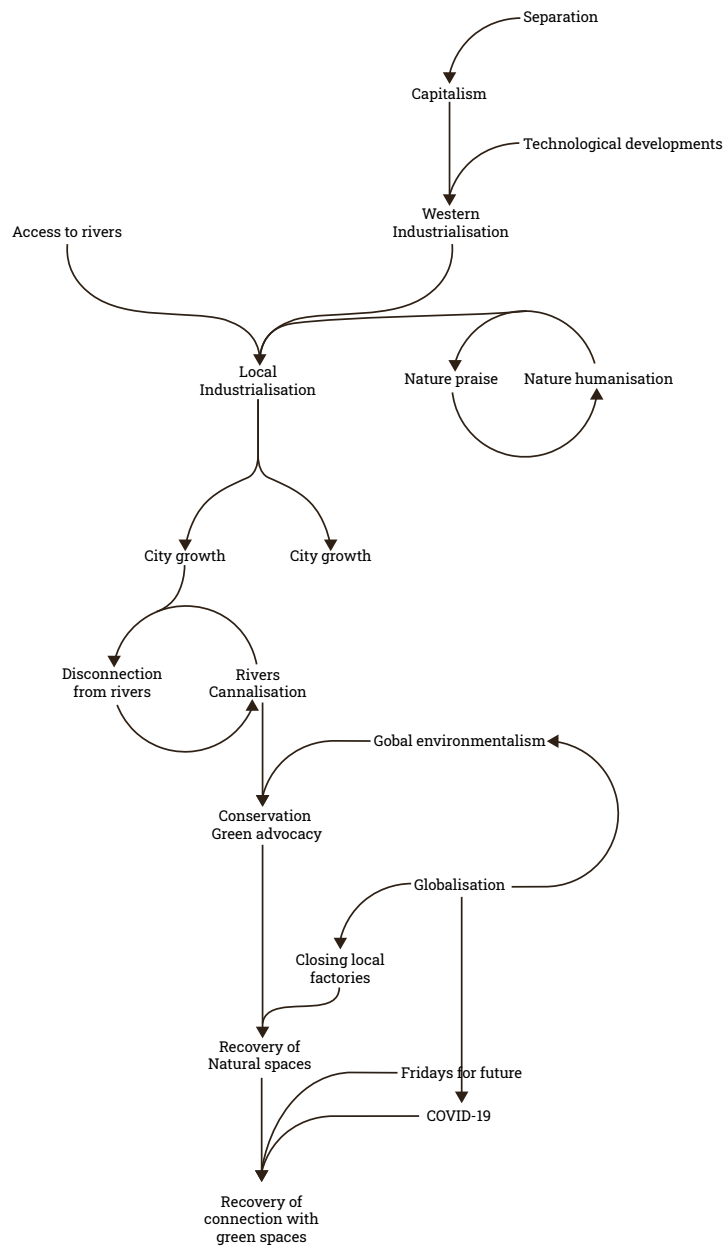 Separation
Capitalism
Technological developments
Western
Industrialisation
Access to rivers
Local
Industrialisation
Nature praise
Nature humanisation
City growth
City growth
Disconnection
from rivers
Rivers
Cannalisation
Gobal environmentalism
Conservation
Green advocacy
Globalisation
Closing local
factories
Recovery of
Natural spaces
Fridays for future
COVID-19
Recovery of
connection with
green spaces